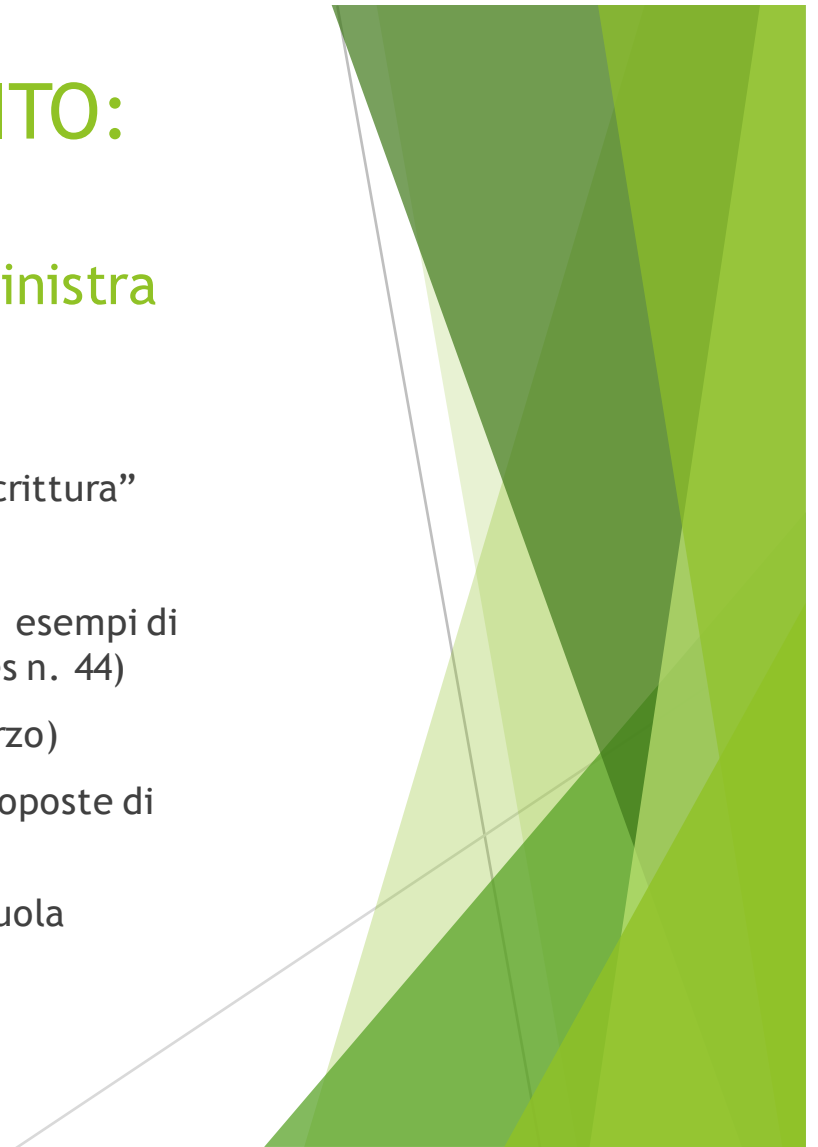 ITO:
inistra
crittura”
esempi di
s n. 44)
rzo)
oposte di
uola